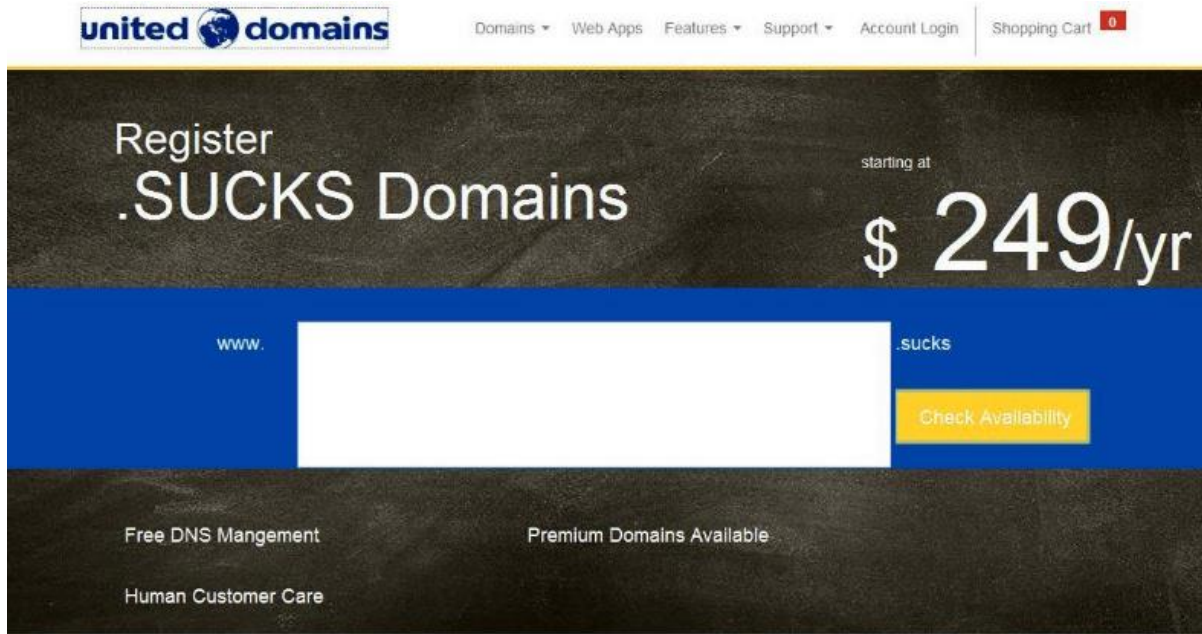 united domains
Domains Web Apps Features Support Account Login Shopping Cart 0
Register
.SUCKS Domains
starting at
$ 249/yr
www.
.sucks
Check Availability
Free DNS Mangement
Premium Domains Available
Human Customer Care